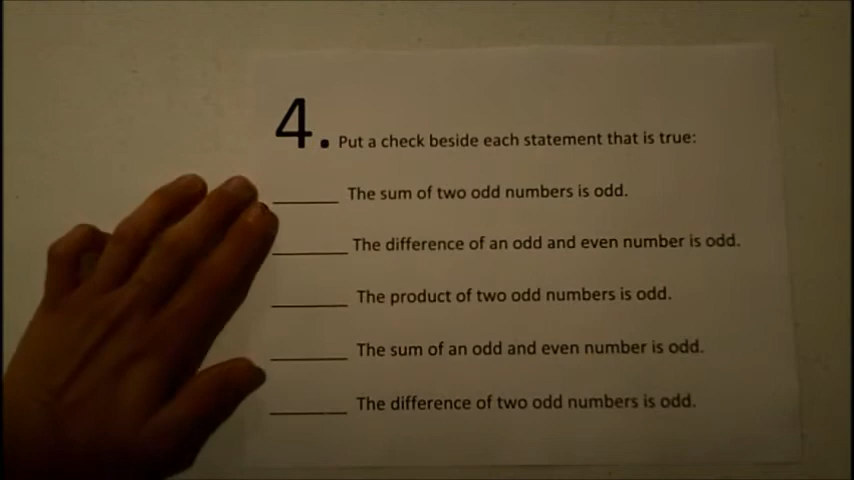 4. Put a check beside each statement that is true:
______ The sum of two odd numbers is odd.
_______ The difference of an odd and even number is odd.
_______ The product of two odd numbers is odd.
_______ The sum of an odd and even number is odd.
_______ The difference of two odd numbers is odd.